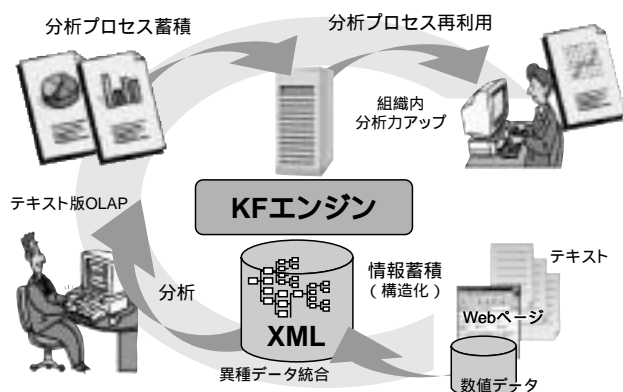 分析プロセス蓄積
分析プロセス再利用
組織内
分析力アップ
テキスト版OLAP
KFエンジン
分析
情報蓄積
(構造化)
テキスト
Webページ
XML
異種データ統合
数値データ